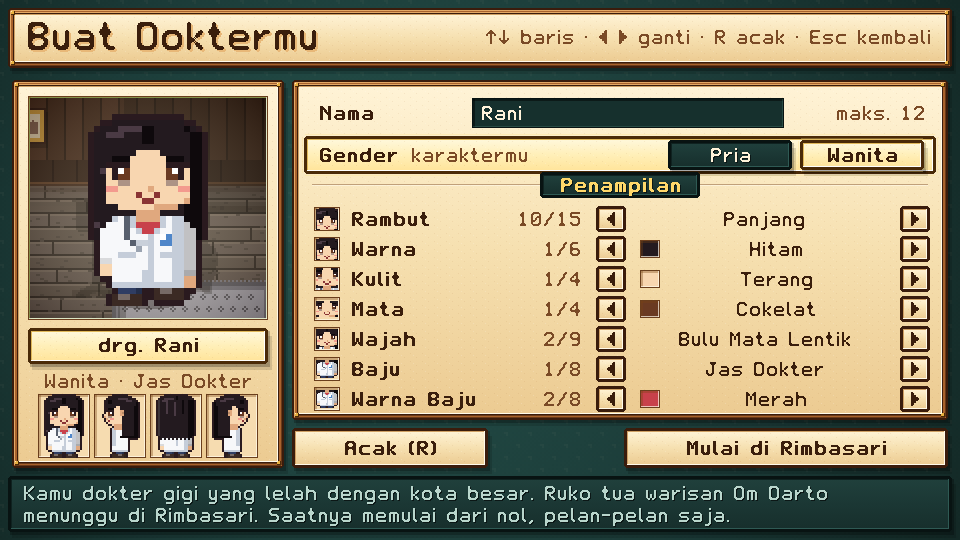 Buat Doktermu
↑↓ baris · ◀ ▶ ganti · R acak · Esc kembali
Nama Rani maks. 12
Gender karaktermu Pria Wanita
Penampilan
Rambut 10/15 ◀ Panjang ▶
Warna 1/6 ◀ Hitam ▶
Kulit 1/4 ◀ Terang ▶
Mata 1/4 ◀ Cokelat ▶
Wajah 2/9 ◀ Bulu Mata Lentik ▶
Baju 1/8 ◀ Jas Dokter ▶
Warna Baju 2/8 ◀ Merah ▶
drg. Rani
Wanita · Jas Dokter
Acak (R)
Mulai di Rimbasari
Kamu dokter gigi yang lelah dengan kota besar. Ruko tua warisan Om Darto
menunggu di Rimbasari. Saatnya memulai dari nol, pelan-pelan saja.